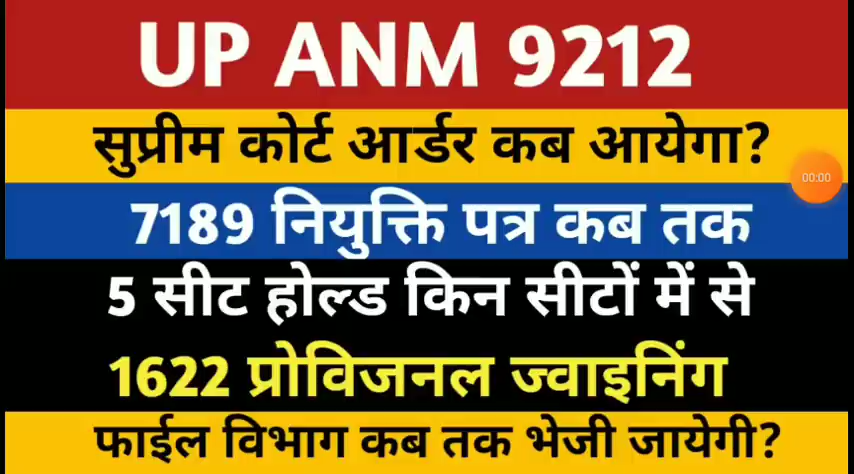 UP ANM 9212
सुप्रीम कोर्ट आर्डर कब आयेगा?
00:00
7189 नियुक्ति पत्र कब तक
5 सीट होल्ड किन सीटों में से
1622 प्रोविजनल ज्वाइनिंग
फाईल विभाग कब तक भेजी जायेगी?